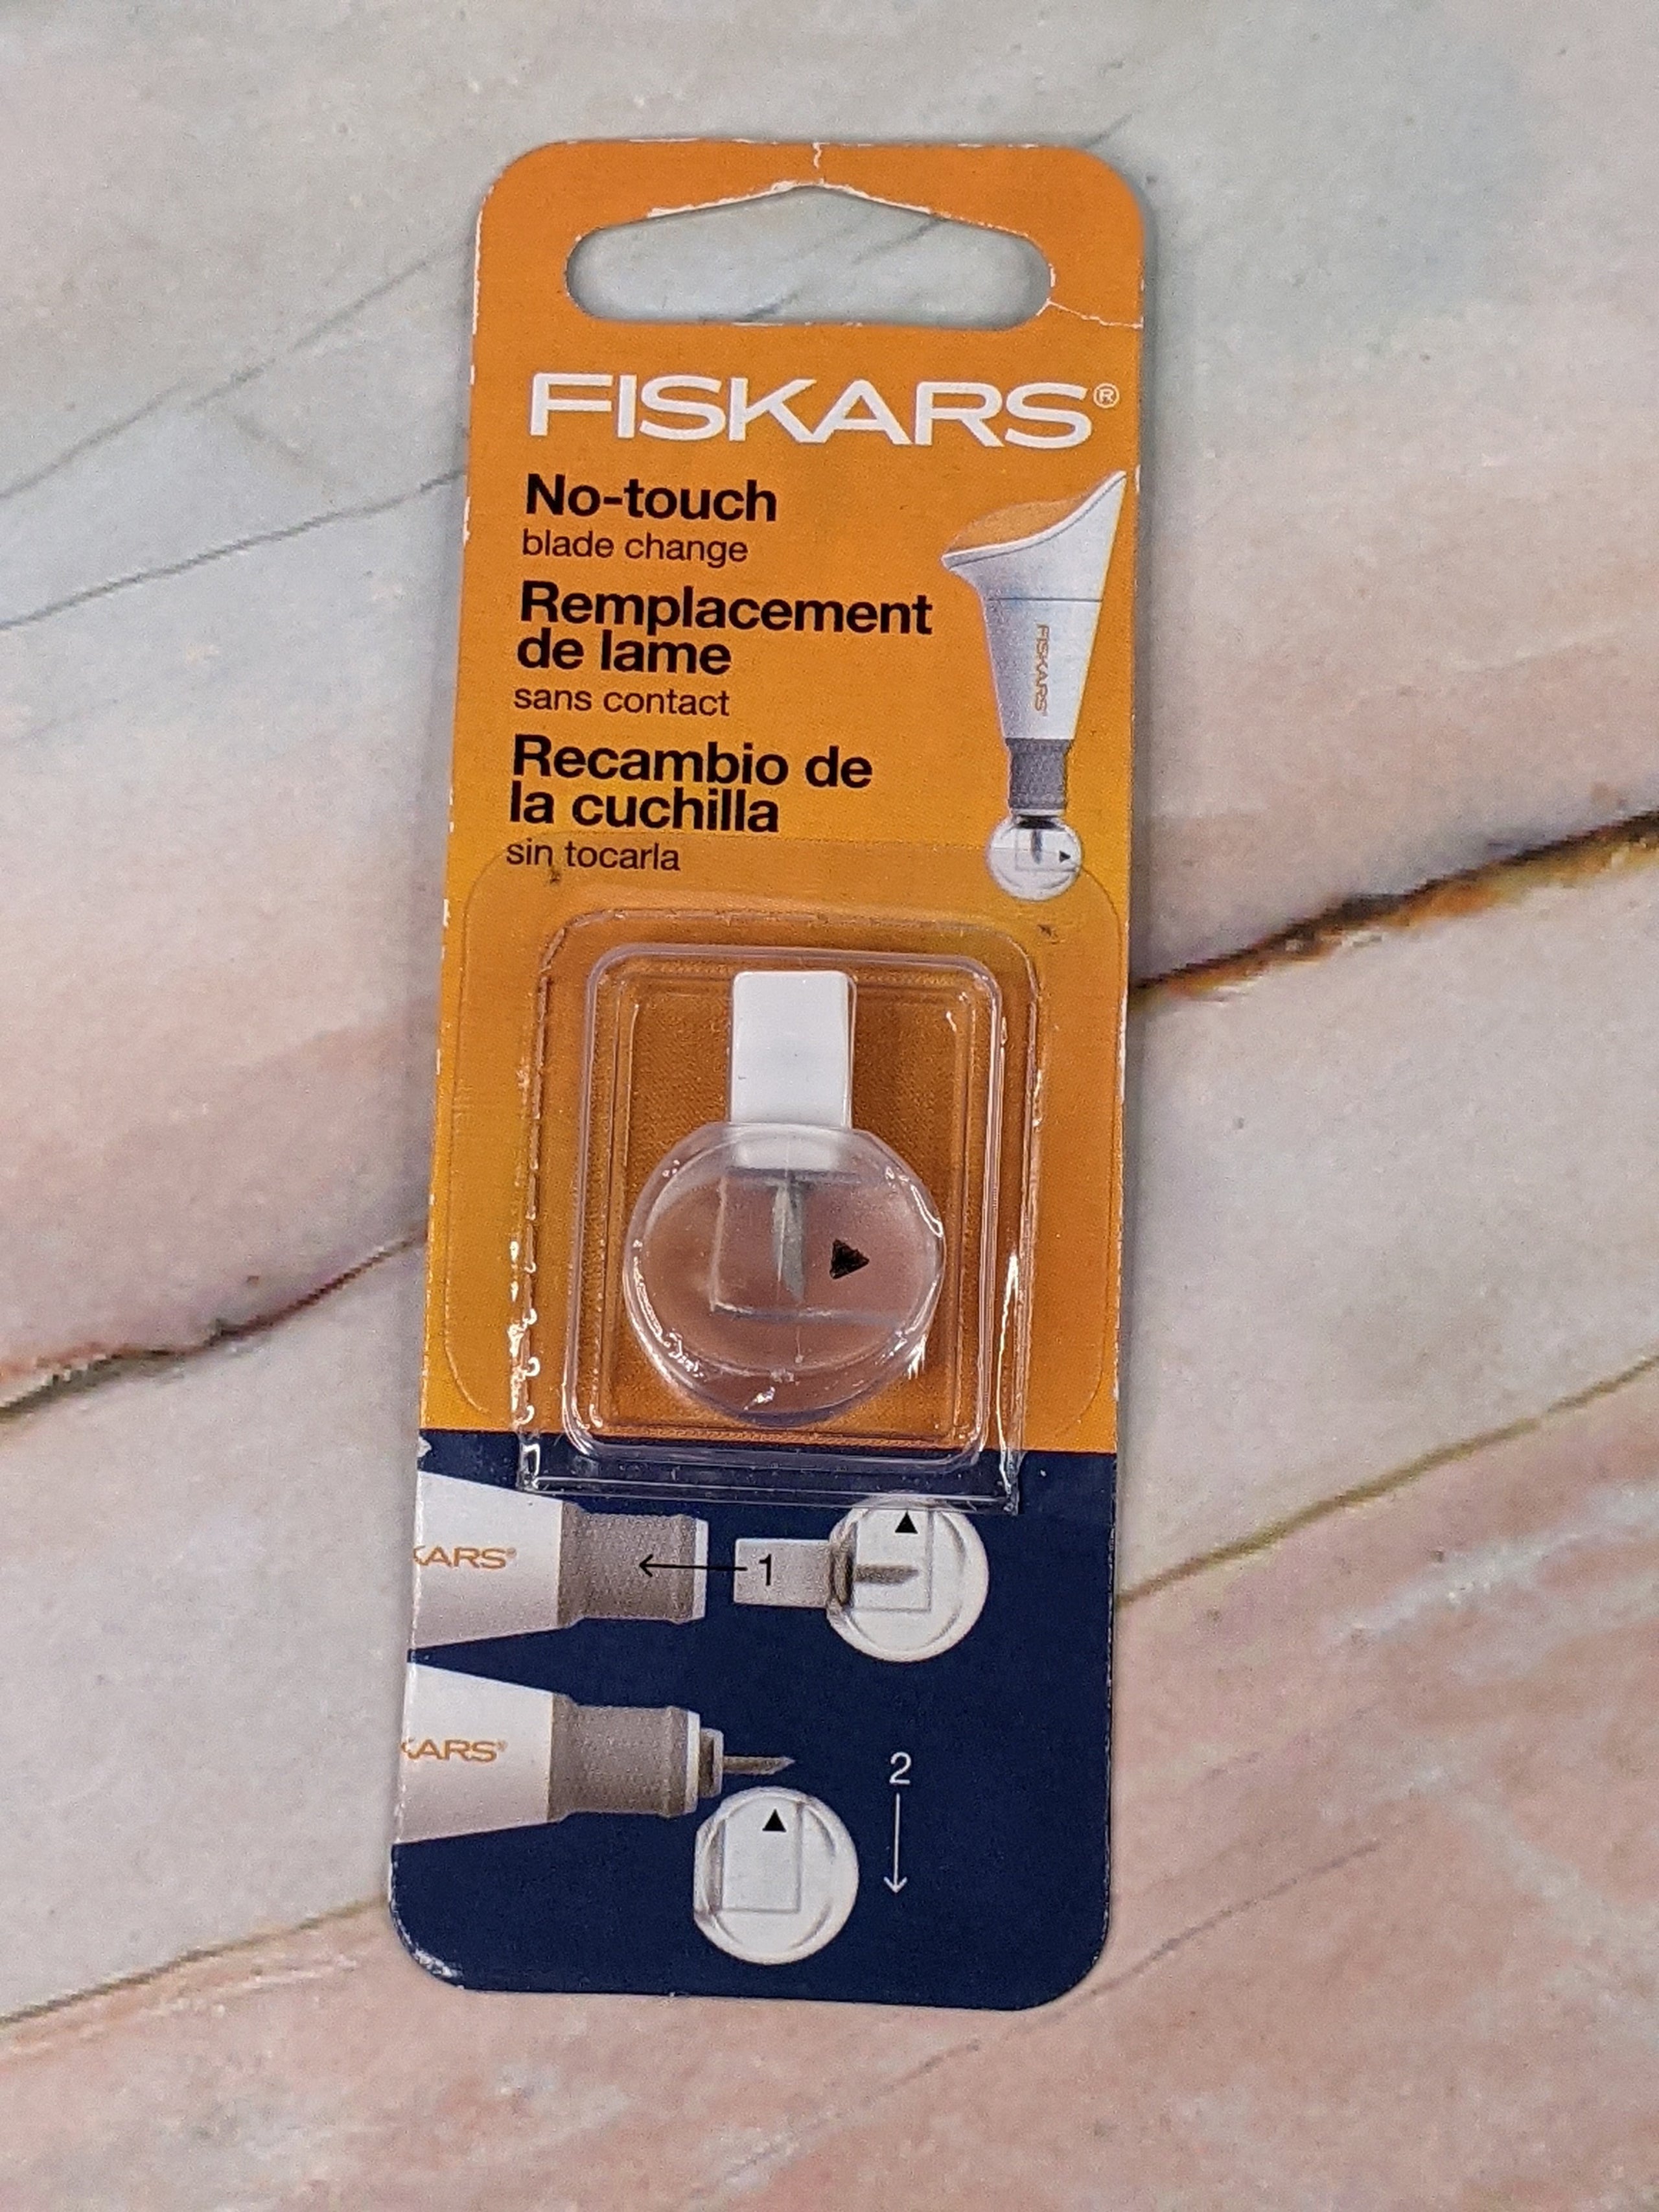 FISKARS®
No-touch
blade change
Remplacement
de lame
sans contact
Recambio de
la cuchilla
sin tocarla
FISKARS®
KARS®
1
KARS®
2